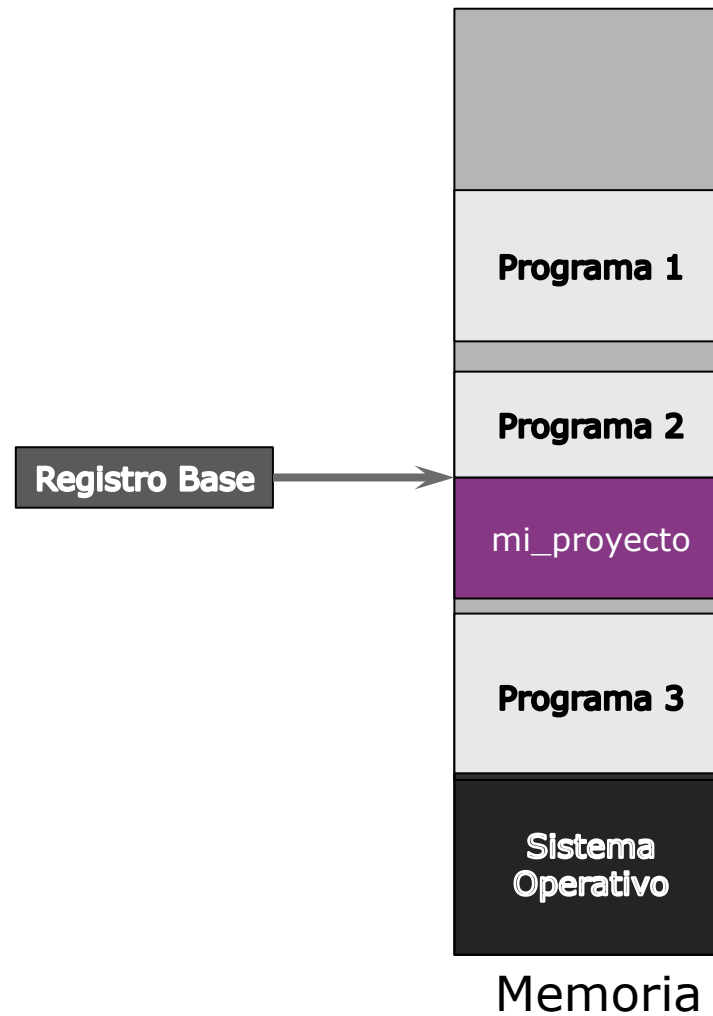 Programa 1
Programa 2
Registro Base
mi_proyecto
Programa 3
Sistema
Operativo
Memoria